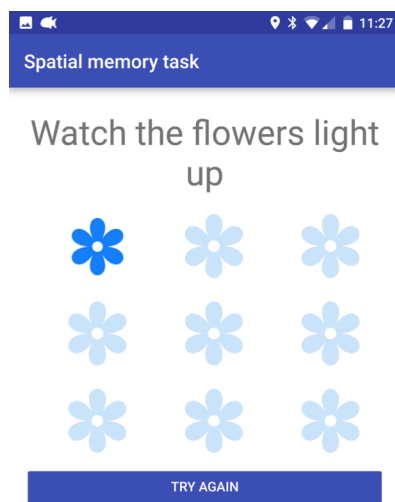 11:27
Spatial memory task
Watch the flowers light
up
TRY AGAIN